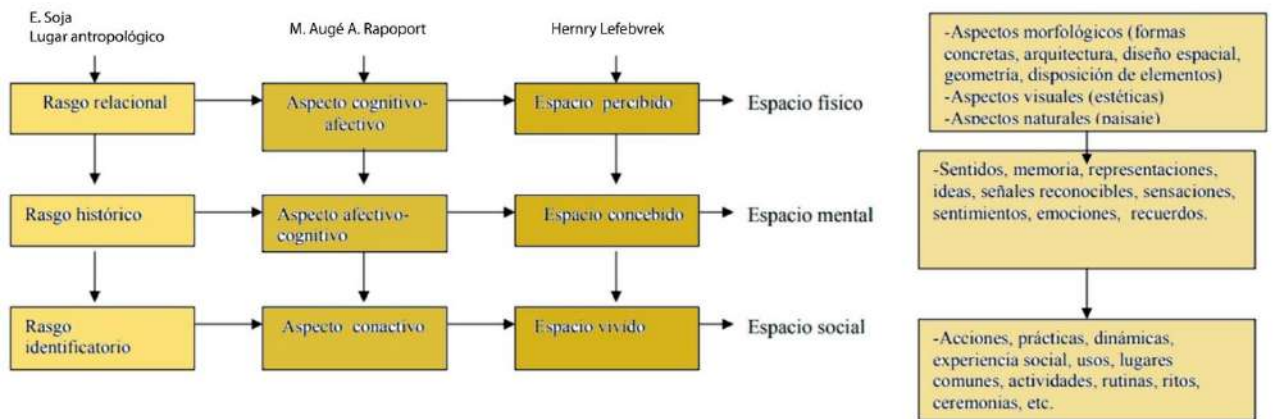 E. Soja
Lugar antropológico
M. Augé A. Rapoport
Hernry Lefebvrek
Rasgo relacional
Aspecto cognitivo-
afectivo
Espacio percibido
Espacio físico
Rasgo histórico
Aspecto afectivo-
cognitivo
Espacio concebido
Espacio mental
Rasgo
identificatorio
Aspecto conactivo
Espacio vivido
Espacio social
-Aspectos morfológicos (formas
concretas, arquitectura, diseño espacial,
geometría, disposición de elementos)
-Aspectos visuales (estéticas)
-Aspectos naturales (paisaje)
-Sentidos, memoria, representaciones,
ideas, señales reconocibles, sensaciones,
sentimientos, emociones, recuerdos.
-Acciones, prácticas, dinámicas,
experiencia social, usos, lugares
comunes, actividades, rutinas, ritos,
ceremonias, etc.